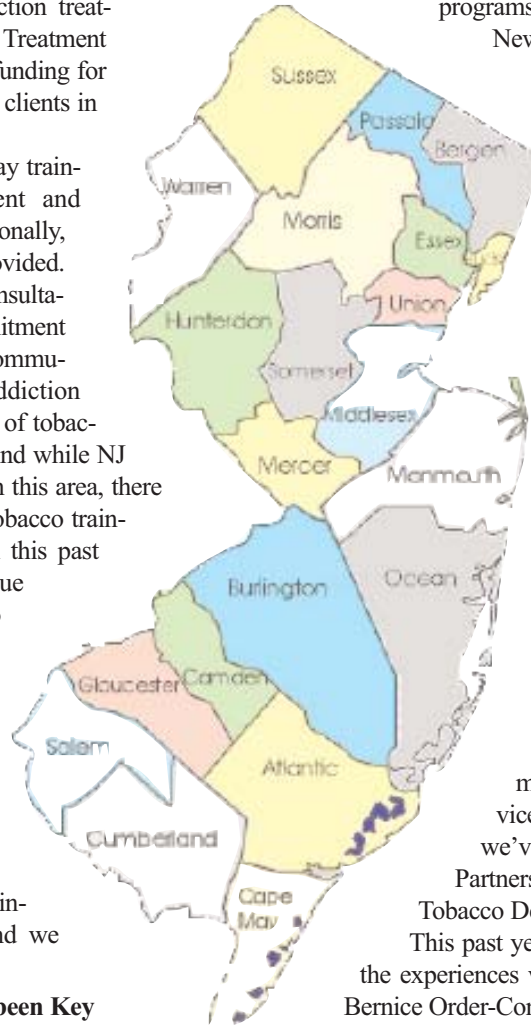 ction treat-
Treatment
funding for
clients in
ay train-
ent and
onally,
ovided.
nsulta-
itment
ommu-
ddiction
of tobac-
nd while NJ
n this area, there
obacco train-
this past
ue
programs
New
Sussex
Passaic
Bergen
Warren
Morris
Essex
Union
Hunterdon
Somerset
Middlesex
Mercer
Monmouth
Ocean
Burlington
Gloucester
Camden
Salem
Atlantic
Cumberland
Cape
May
in-
nd we
been Key
m
vice
we've
Partners
Tobacco De
This past ye
the experiences w
Bernice Order-Con